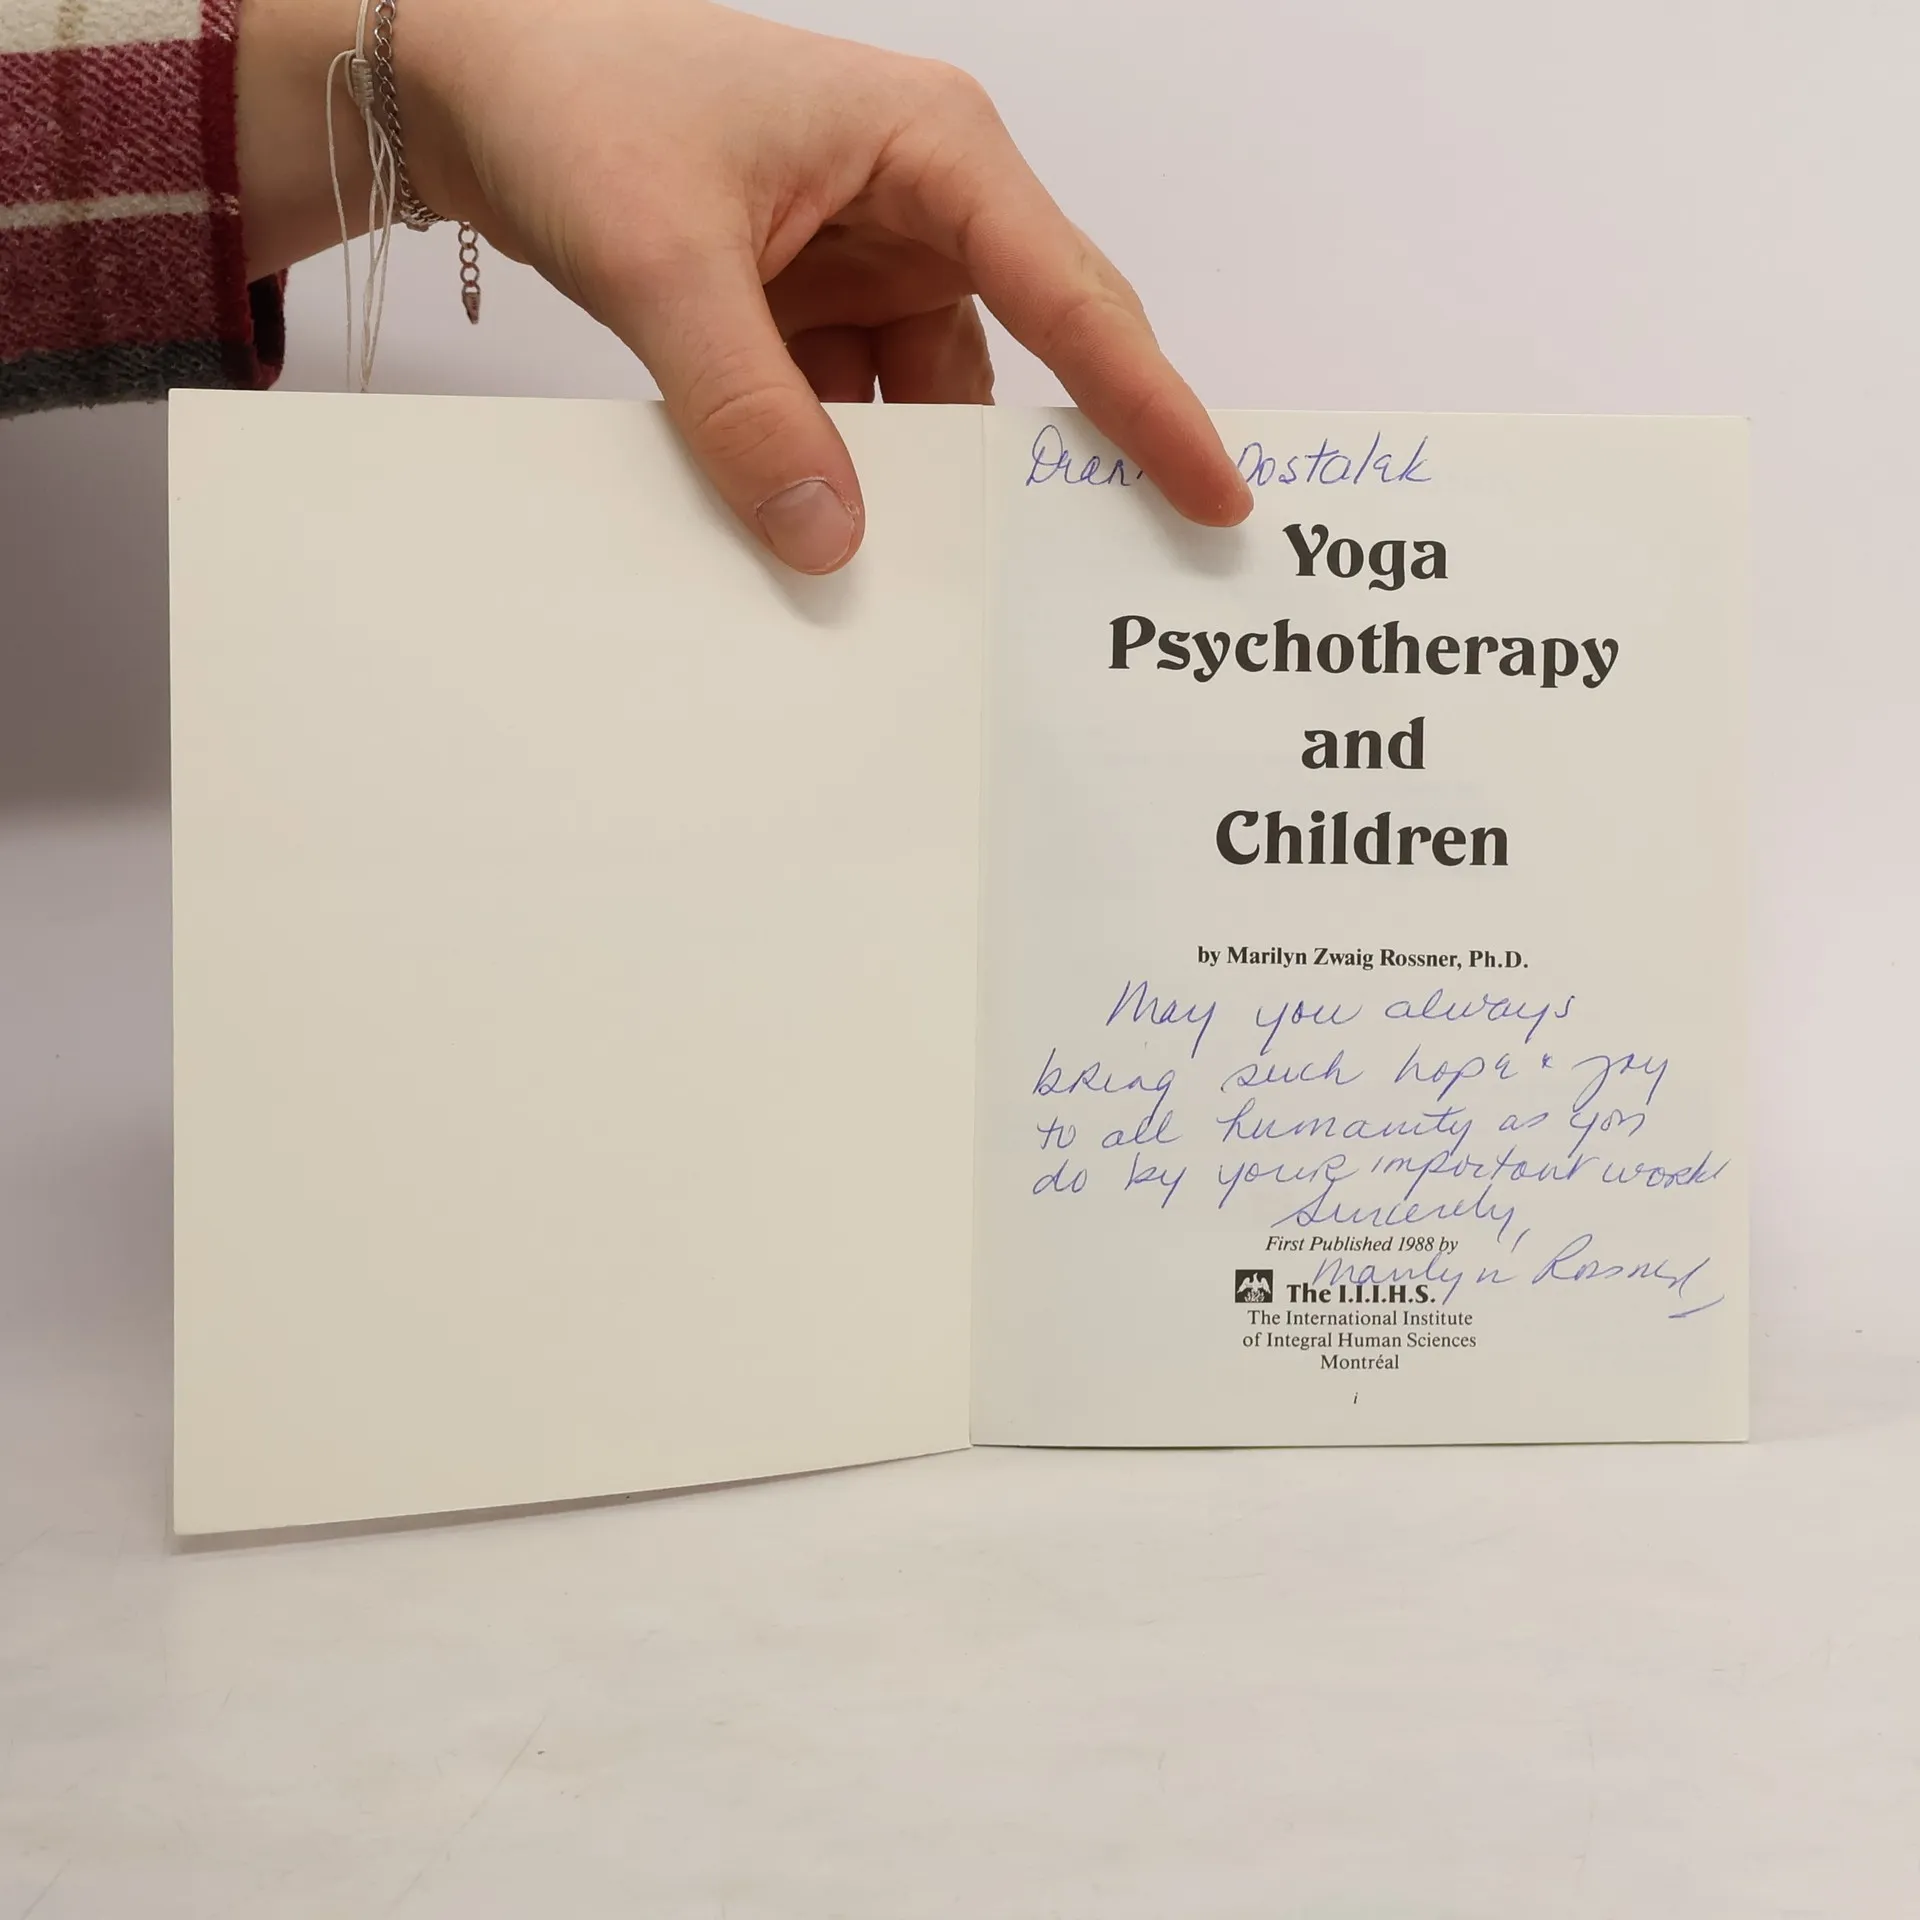 Dostalek
Yoga
Psychotherapy
and
Children
by Marilyn Zwaig Rossner, Ph.D.
May you always
bring such hope & joy
to all humanity as you
do by your important work
Sincerely,
First Published 1988 by
Marilyn Rossner
The I.I.I.H.S.
The International Institute
of Integral Human Sciences
Montréal
i